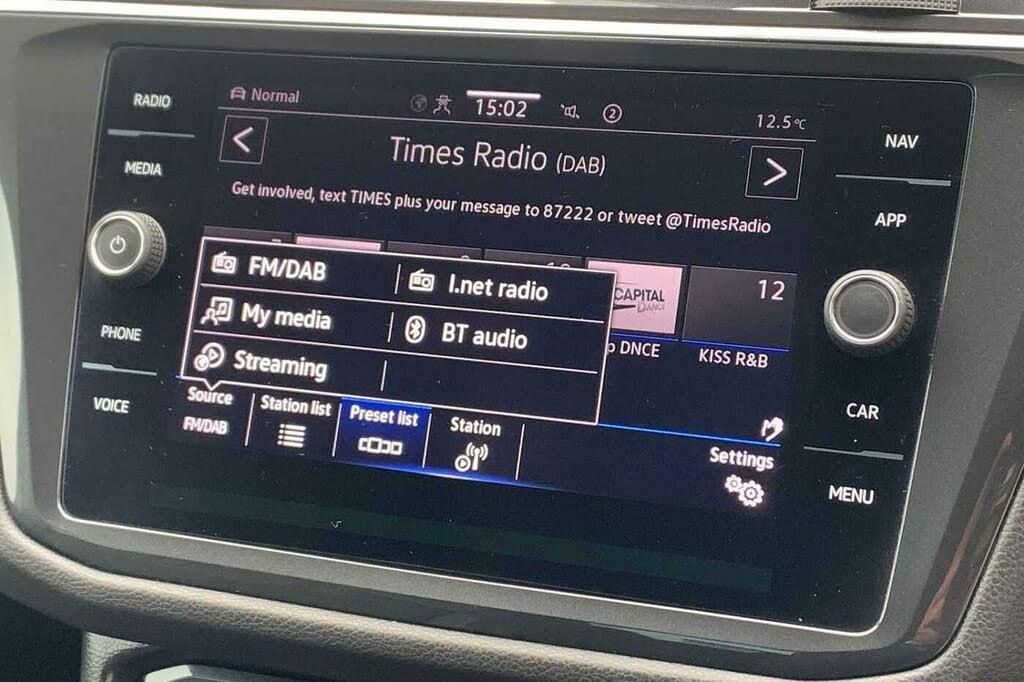 RADIO
MEDIA
PHONE
VOICE
Normal
15:02
2
12.5°C
Times Radio (DAB)
Get involved, text TIMES plus your message to 87222 or tweet @TimesRadio
FM/DAB
I.net radio
My media
BT audio
Streaming
CAPITAL
DANCE
DNCE
12
KISS R&B
Source
FM/DAB
Station list
Preset list
Station
Settings
NAV
APP
CAR
MENU